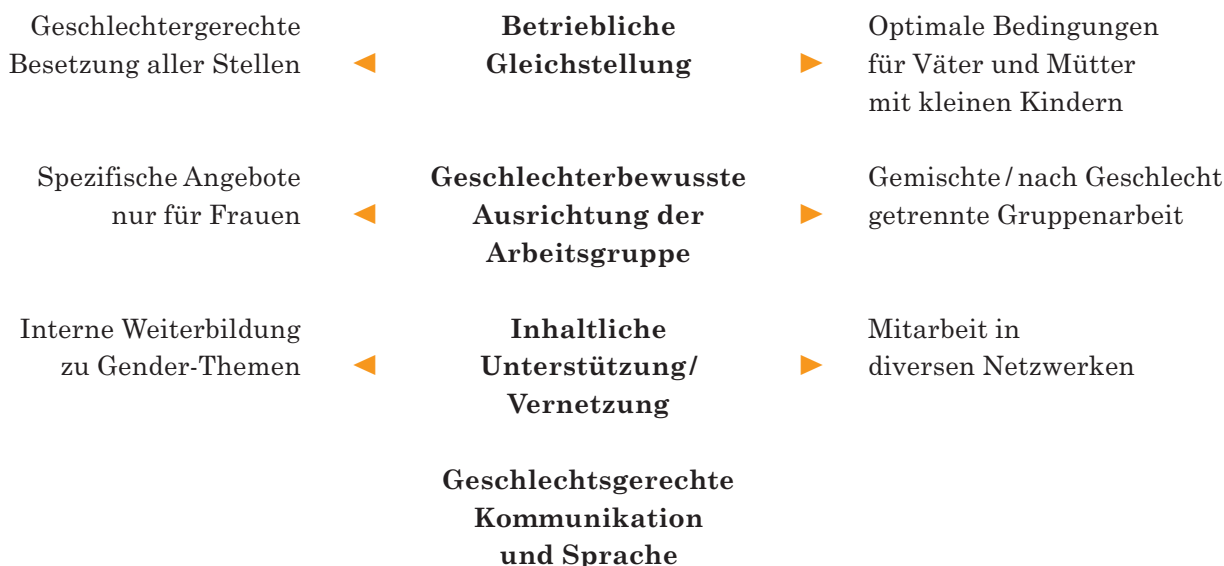 Geschlechtergerechte
Besetzung aller Stellen
Betriebliche
Gleichstellung
Optimale Bedingungen
für Väter und Mütter
mit kleinen Kindern
Spezifische Angebote
nur für Frauen
Geschlechterbewusste
Ausrichtung der
Arbeitsgruppe
Gemischte / nach Geschlecht
getrennte Gruppenarbeit
Interne Weiterbildung
zu Gender-Themen
Inhaltliche
Unterstützung/
Vernetzung
Mitarbeit in
diversen Netzwerken
Geschlechtsgerechte
Kommunikation
und Sprache